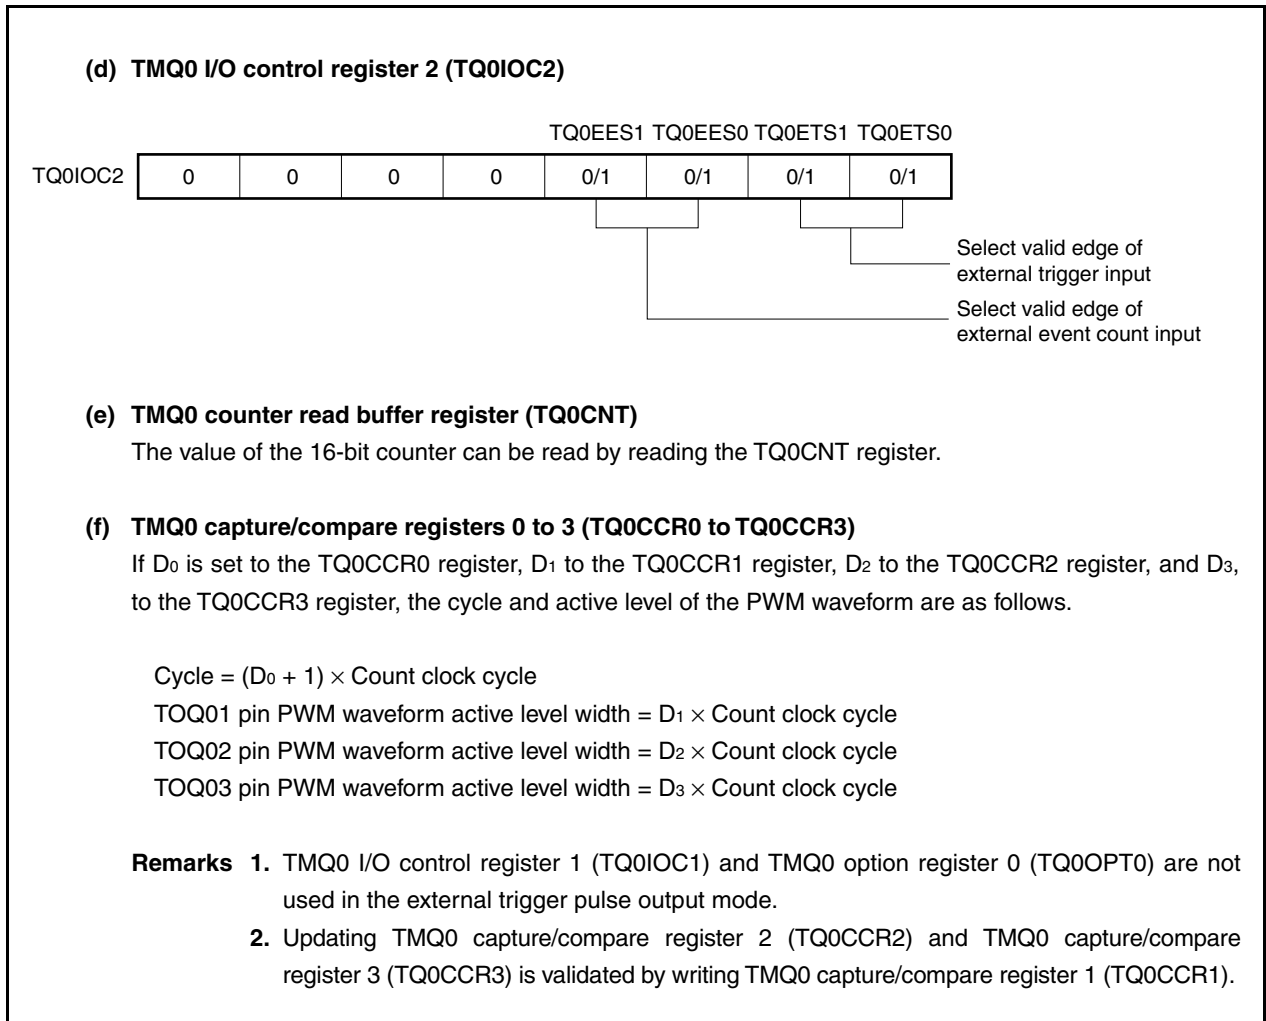 (d) TMQ0 I/O control register 2 (TQ0IOC2)
TQ0EES1 TQ0EES0 TQ0ETS1 TQ0ETS0
TQ0IOC2 0 0 0 0 0/1 0/1 0/1 0/1
Select valid edge of
external trigger input
Select valid edge of
external event count input
(e) TMQ0 counter read buffer register (TQ0CNT)
The value of the 16-bit counter can be read by reading the TQ0CNT register.
(f) TMQ0 capture/compare registers 0 to 3 (TQ0CCR0 to TQ0CCR3)
If D0 is set to the TQ0CCR0 register, D1 to the TQ0CCR1 register, D2 to the TQ0CCR2 register, and D3,
to the TQ0CCR3 register, the cycle and active level of the PWM waveform are as follows.
Cycle = (D0 + 1) × Count clock cycle
TOQ01 pin PWM waveform active level width = D1 × Count clock cycle
TOQ02 pin PWM waveform active level width = D2 × Count clock cycle
TOQ03 pin PWM waveform active level width = D3 × Count clock cycle
Remarks 1. TMQ0 I/O control register 1 (TQ0IOC1) and TMQ0 option register 0 (TQ0OPT0) are not
used in the external trigger pulse output mode.
2. Updating TMQ0 capture/compare register 2 (TQ0CCR2) and TMQ0 capture/compare
register 3 (TQ0CCR3) is validated by writing TMQ0 capture/compare register 1 (TQ0CCR1).